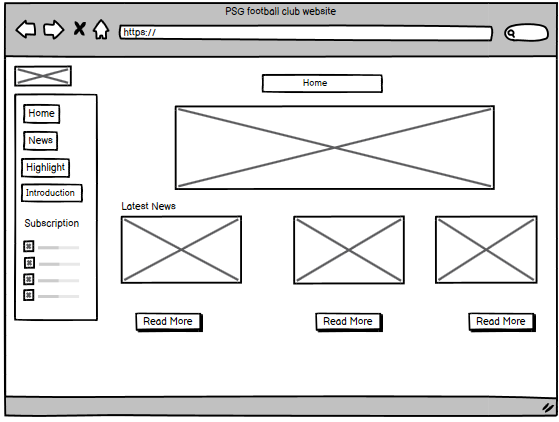 PSG football club website
https://
Home
Home
News
Highlight
Introduction
Subscription
Latest News
Read More
Read More
Read More